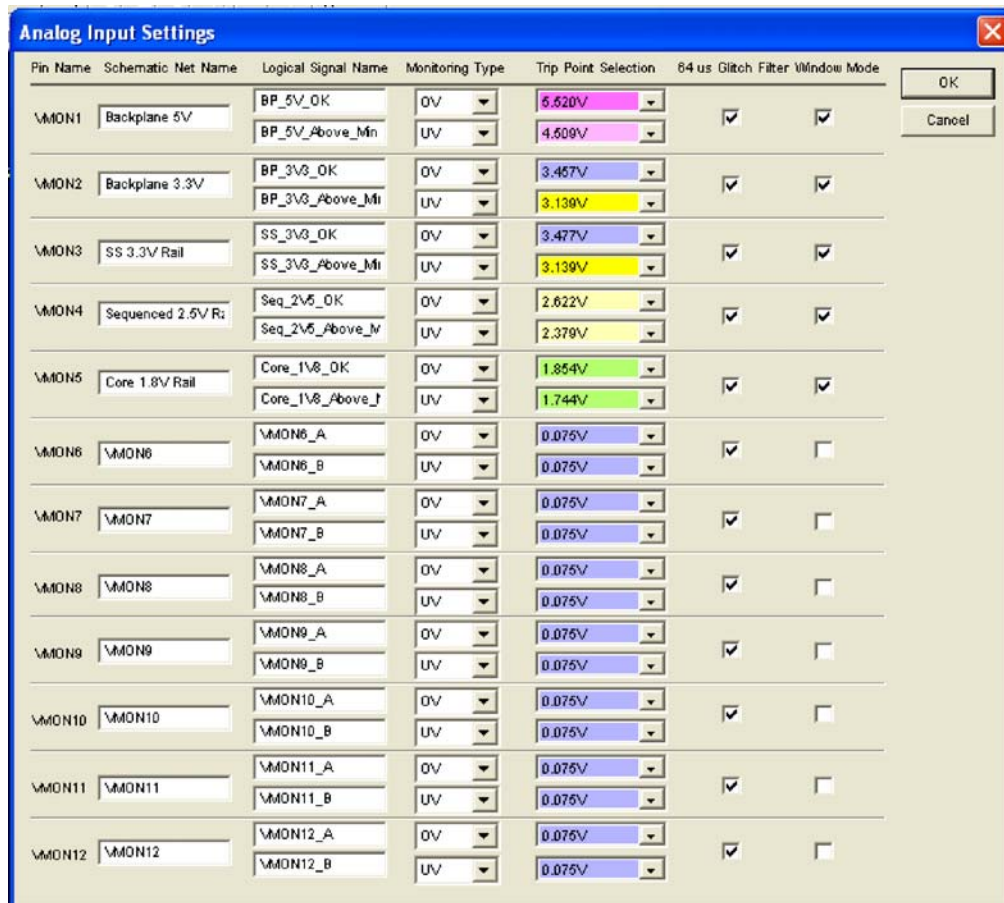 Analog Input Settings
Pin Name Schematic Net Name Logical Signal Name Monitoring Type Trip Point Selection 64 us Glitch Filter Window Mode
OK
Cancel
VMON1 Backplane 5V
BP_5V_OK OV 5.520V
BP_5V_Above_Min UV 4.509V
VMON2 Backplane 3.3V
BP_3V3_OK OV 3.457V
BP_3V3_Above_Mi UV 3.139V
VMON3 SS 3.3V Rail
SS_3V3_OK OV 3.477V
SS_3V3_Above_Mi UV 3.139V
VMON4 Sequenced 2.5V Ra
Seq_2V5_OK OV 2.622V
Seq_2V5_Above_M UV 2.379V
VMON5 Core 1.8V Rail
Core_1V8_OK OV 1.854V
Core_1V8_Above_ UV 1.744V
VMON6 VMON6
VMON6_A OV 0.075V
VMON6_B UV 0.075V
VMON7 VMON7
VMON7_A OV 0.075V
VMON7_B UV 0.075V
VMON8 VMON8
VMON8_A OV 0.075V
VMON8_B UV 0.075V
VMON9 VMON9
VMON9_A OV 0.075V
VMON9_B UV 0.075V
VMON10 VMON10
VMON10_A OV 0.075V
VMON10_B UV 0.075V
VMON11 VMON11
VMON11_A OV 0.075V
VMON11_B UV 0.075V
VMON12 VMON12
VMON12_A OV 0.075V
VMON12_B UV 0.075V